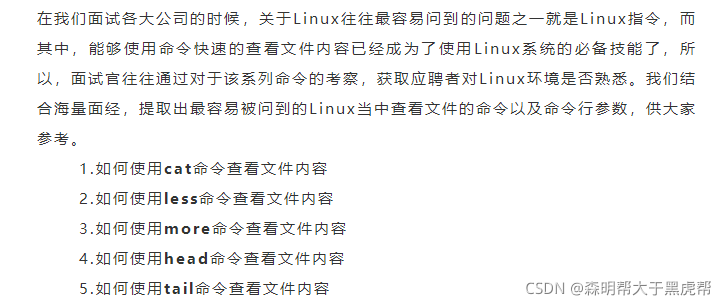 在我们面试各大公司的时候，关于Linux往往最容易问到的问题之一就是Linux指令，而
其中，能够使用命令快速的查看文件内容已经成为了使用Linux系统的必备技能了，所
以，面试官往往通过对于该系列命令的考察，获取应聘者对Linux环境是否熟悉。我们结
合海量面经，提取出最容易被问到的Linux当中查看文件的命令以及命令行参数，供大家
参考。
1.如何使用cat命令查看文件内容
2.如何使用less命令查看文件内容
3.如何使用more命令查看文件内容
4.如何使用head命令查看文件内容
5.如何使用tail命令查看文件内容
CSDN @森明帮大于黑虎帮